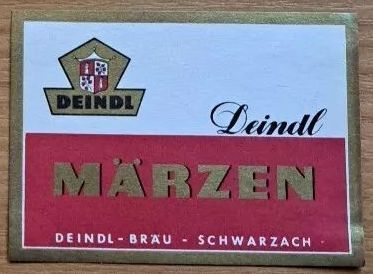 DEINDL
Deindl
MÄRZEN
DEINDL-BRÄU - SCHWARZACH